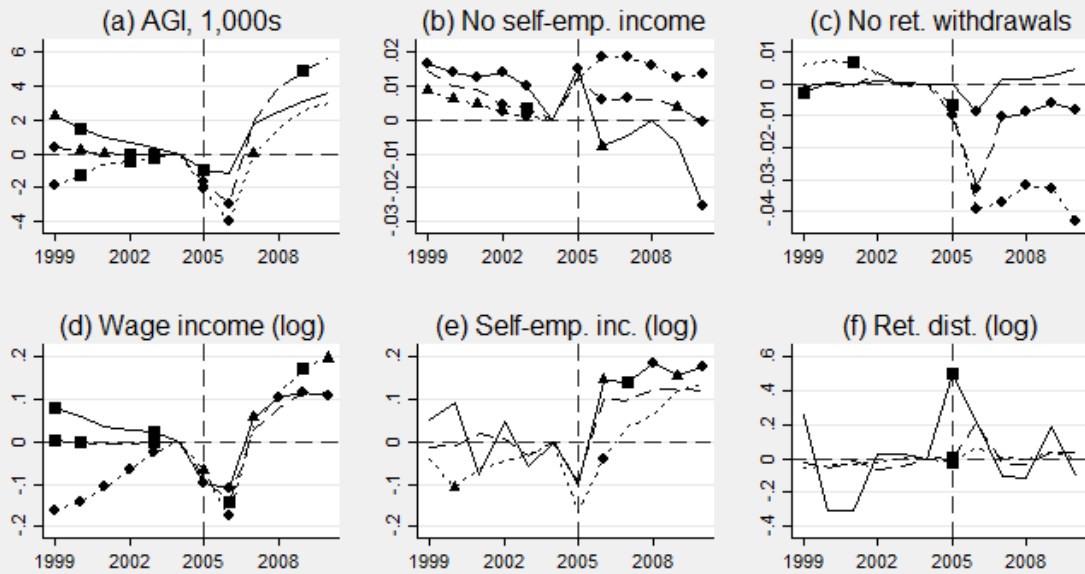 (a) AGI, 1,000s
6
4
2
0
-2
-4
1999 2002 2005 2008
(b) No self-emp. income
-.03-.02-.01 0 .01 .02
1999 2002 2005 2008
(c) No ret. withdrawals
-.04-.03-.02-.01 0 .01
1999 2002 2005 2008
(d) Wage income (log)
.2
.1
0
-.1
-.2
1999 2002 2005 2008
(e) Self-emp. inc. (log)
.2
.1
0
-.1
-.2
1999 2002 2005 2008
(f) Ret. dist. (log)
.6
.4
.2
0
-.2
-.4
1999 2002 2005 2008